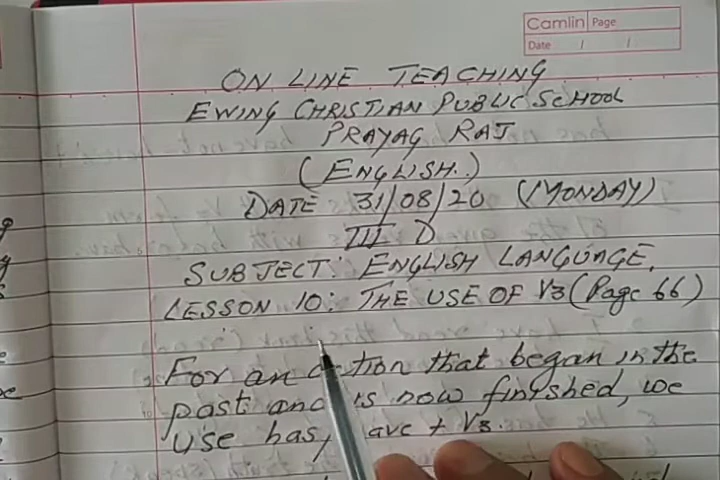 Camlin Page
Date / /
ON LINE TEACHING
EWING CHRISTIAN PUBLIC SCHOOL
PRAYAG RAJ
(ENGLISH.)
DATE 31/08/20 (MONDAY)
III D
SUBJECT: ENGLISH LANGUAGE.
LESSON 10: THE USE OF V3 (Page 66)
For an action that began in the
past and is now finished, we
use has, have + V3.